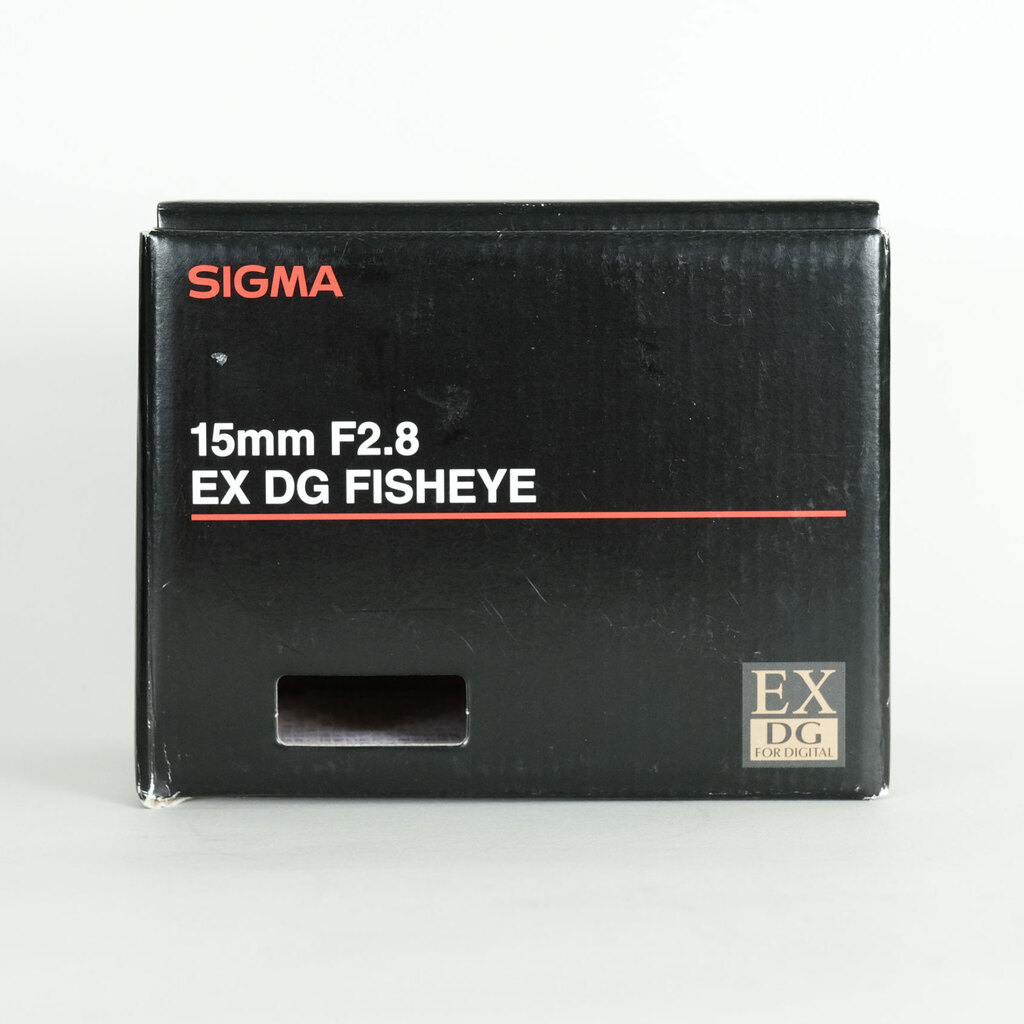 SIGMA
15mm F2.8
EX DG FISHEYE
EX
DG
FOR DIGITAL